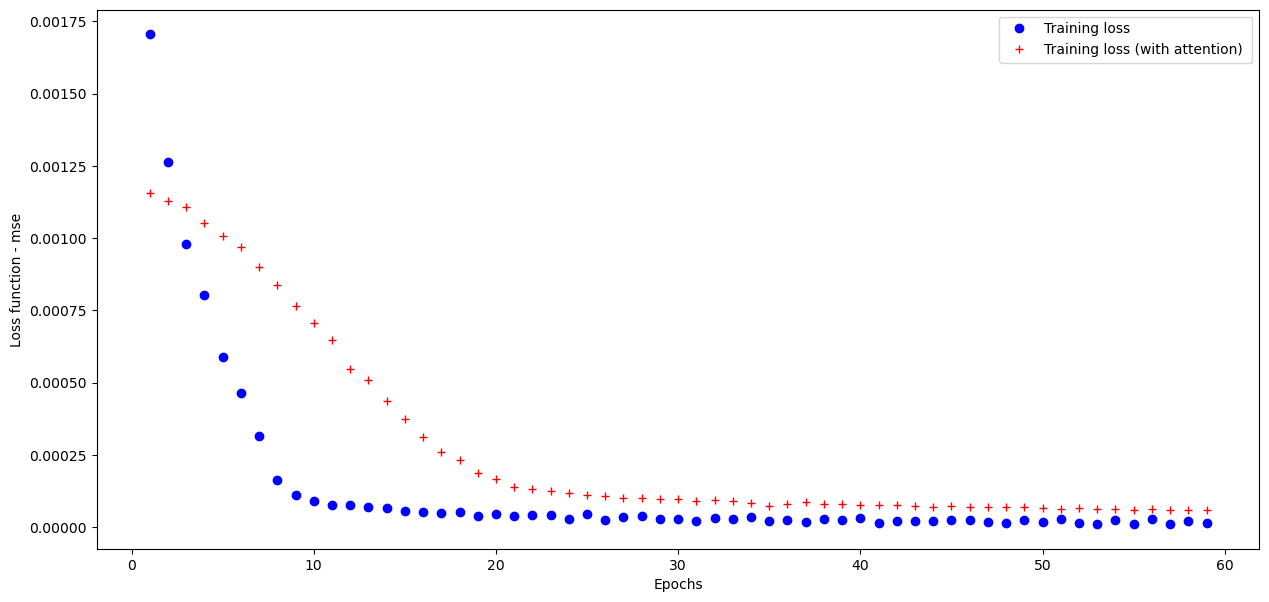 0.00175
0.00150
0.00125
0.00100
0.00075
0.00050
0.00025
0.00000
Loss function - mse
0 10 20 30 40 50 60
Epochs
Training loss
Training loss (with attention)